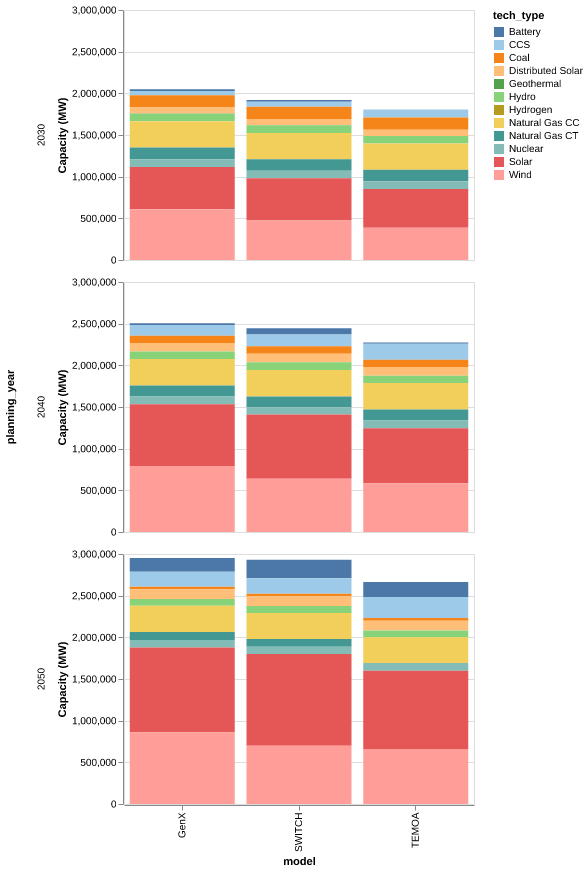 tech_type
Battery
CCS
Coal
Distributed Solar
Geothermal
Hydro
Hydrogen
Natural Gas CC
Natural Gas CT
Nuclear
Solar
Wind
planning_year
2030
Capacity (MW)
3,000,000
2,500,000
2,000,000
1,500,000
1,000,000
500,000
0
2040
Capacity (MW)
3,000,000
2,500,000
2,000,000
1,500,000
1,000,000
500,000
0
2050
Capacity (MW)
3,000,000
2,500,000
2,000,000
1,500,000
1,000,000
500,000
0
GenX
SWITCH
TEMOA
model